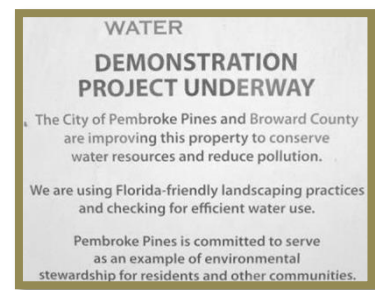 WATER
DEMONSTRATION
PROJECT UNDERWAY
The City of Pembroke Pines and Broward County
are improving this property to conserve
water resources and reduce pollution.
We are using Florida-friendly landscaping practices
and checking for efficient water use.
Pembroke Pines is committed to serve
as an example of environmental
stewardship for residents and other communities.